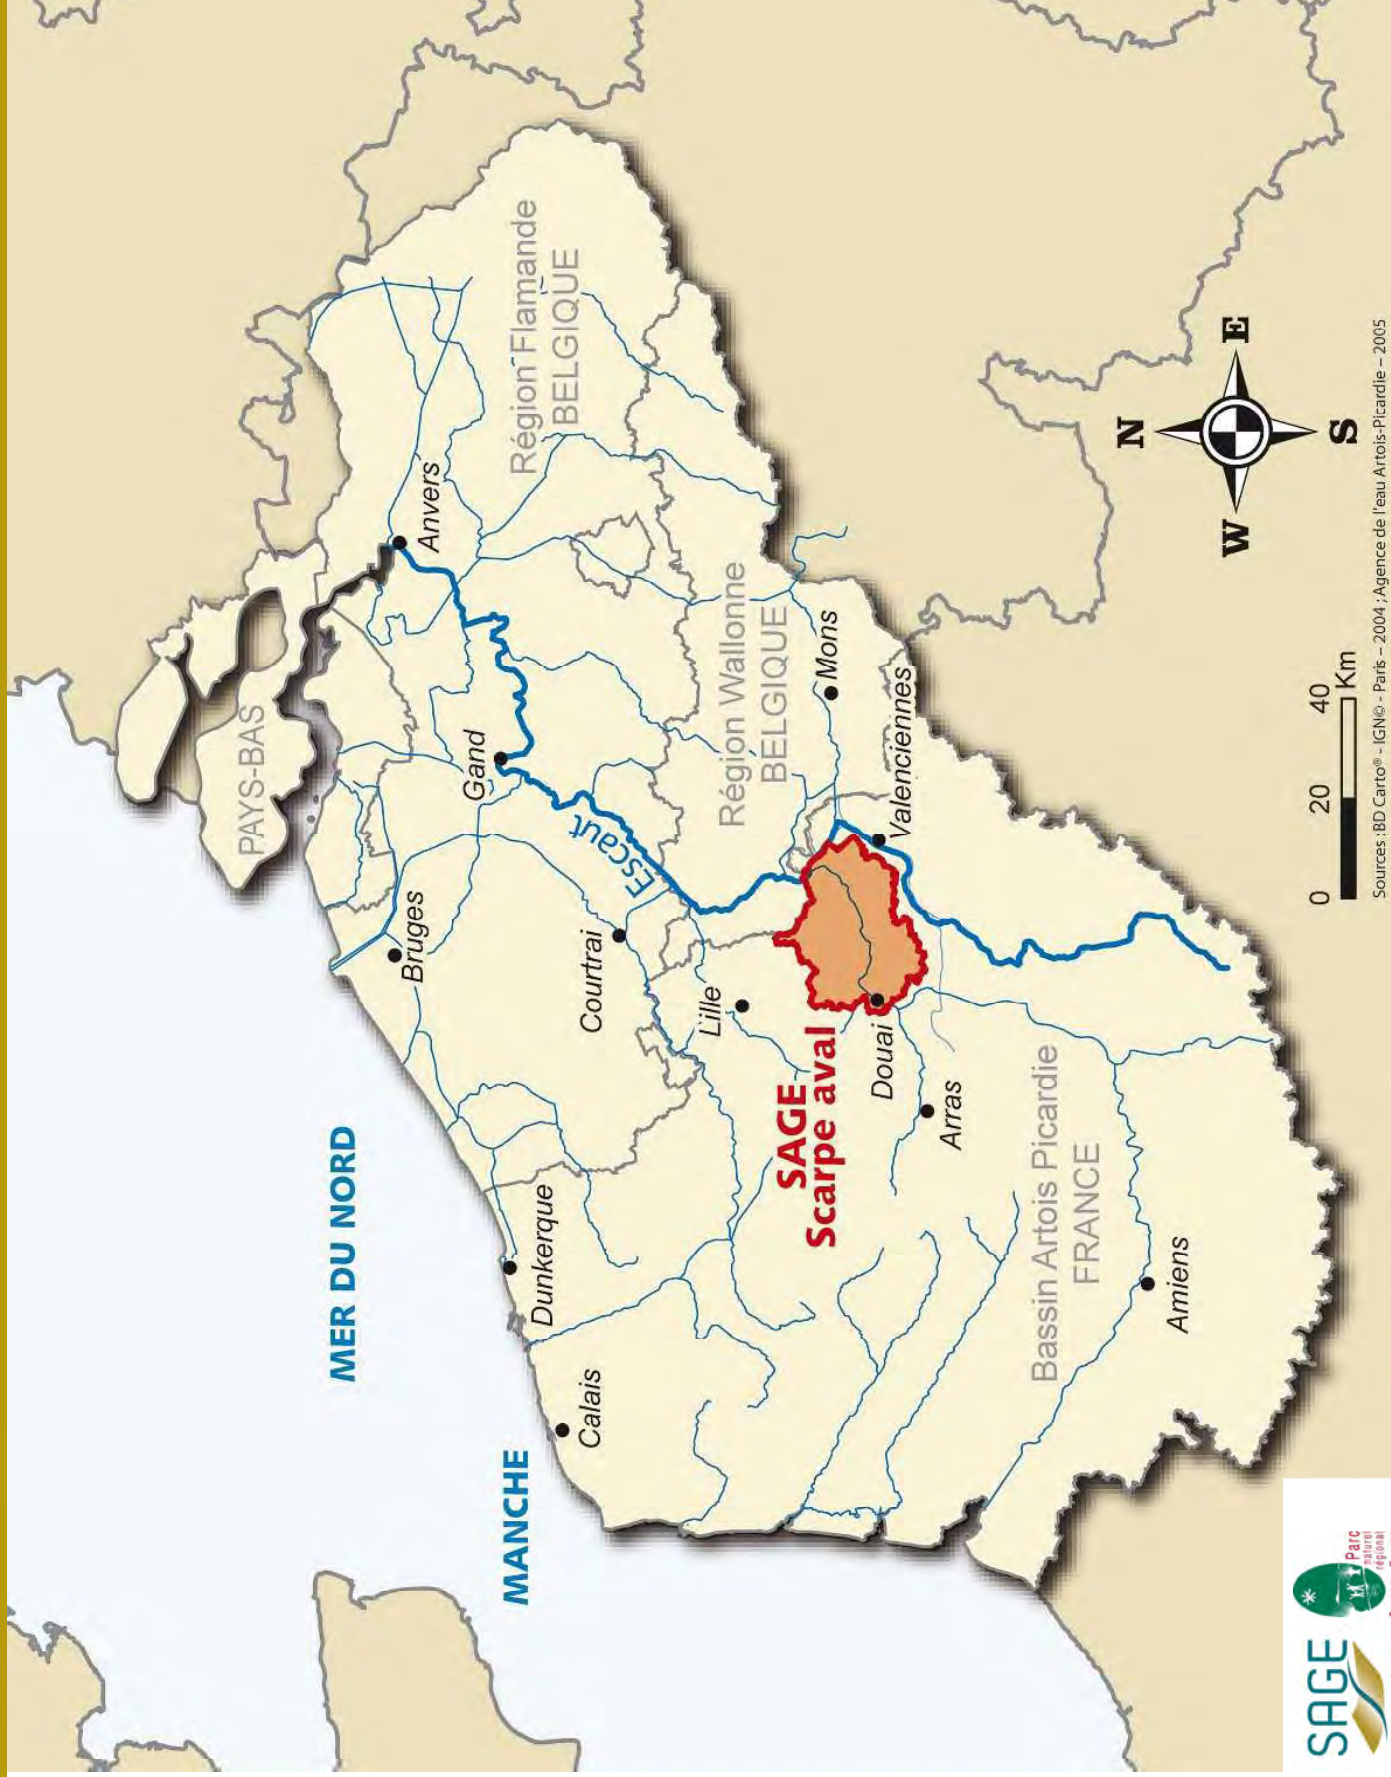 MER DU NORD
MANCHE
PAYS-BAS
Région Flamande
BELGIQUE
Anvers
Gand
Bruges
Escaut
Courtrai
Région Wallonne
BELGIQUE
Mons
Valenciennes
Lille
Dunkerque
Calais
SAGE
Scarpe aval
Douai
Arras
Bassin Artois Picardie
FRANCE
Amiens
N
W
E
S
0 20 40
Km
Sources : BD Carto® - IGN© - Paris – 2004 ; Agence de l'eau Artois-Picardie – 2005
SAGE
Parc
naturel
régional